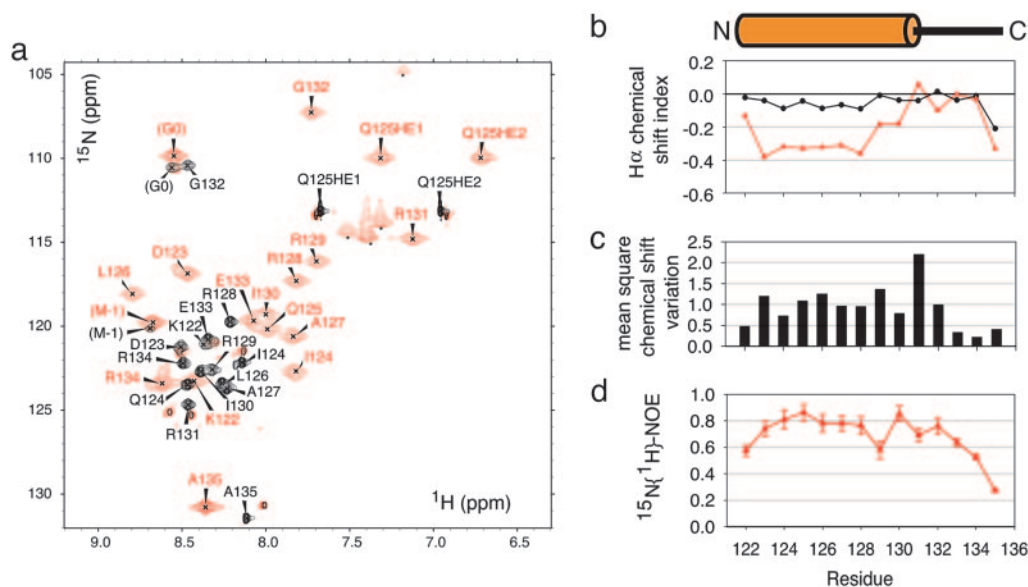 a
15N (ppm)
105
110
115
120
125
130
9.0 8.5 8.0 7.5 7.0 6.5
1H (ppm)
G132
(G0)
Q125HE1
Q125HE2
(G0)
G132
Q125HE1
Q125HE2
R131
R129
D123
R128
L126
E133
I130
(M-1)
R128
Q125
E133
(M-1)
K122
A127
D123
R129
R134
I124
I124
R134
L126
Q124
A127
I130
K122
R131
A135
A135
b
N
C
Hα chemical shift index
0.2
0.0
-0.2
-0.4
-0.6
c
mean square chemical shift variation
2.5
2.0
1.5
1.0
0.5
0.0
d
15N{1H}-NOE
1.0
0.8
0.6
0.4
0.2
0.0
122 124 126 128 130 132 134 136
Residue